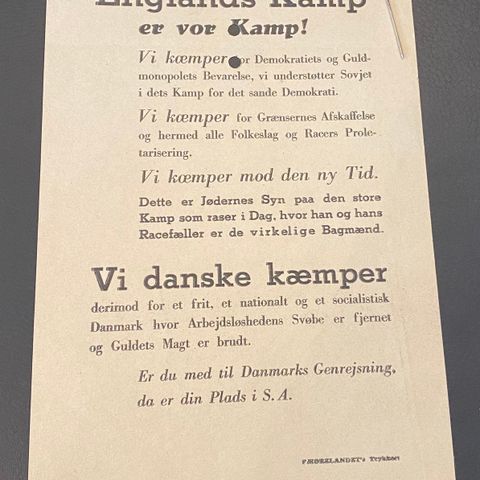 Englands Kamp
er vor Kamp!
Vi kæmper for Demokratiets og Guld-
monopolets Bevarelse, vi understøtter Sovjet
i dets Kamp for det sande Demokrati.
Vi kæmper for Grænsernes Afskaffelse
og hermed alle Folkeslag og Racers Prole-
tarisering.
Vi kæmper mod den ny Tid.
Dette er Jødernes Syn paa den store
Kamp som raser i Dag, hvor han og hans
Racefæller er de virkelige Bagmænd.
Vi danske kæmper
derimod for et frit, et nationalt og et socialistisk
Danmark hvor Arbejdsløshedens Svøbe er fjernet
og Guldets Magt er brudt.
Er du med til Danmarks Genrejsning,
da er din Plads i S.A.
FÆDRELANDET's Trykkeri